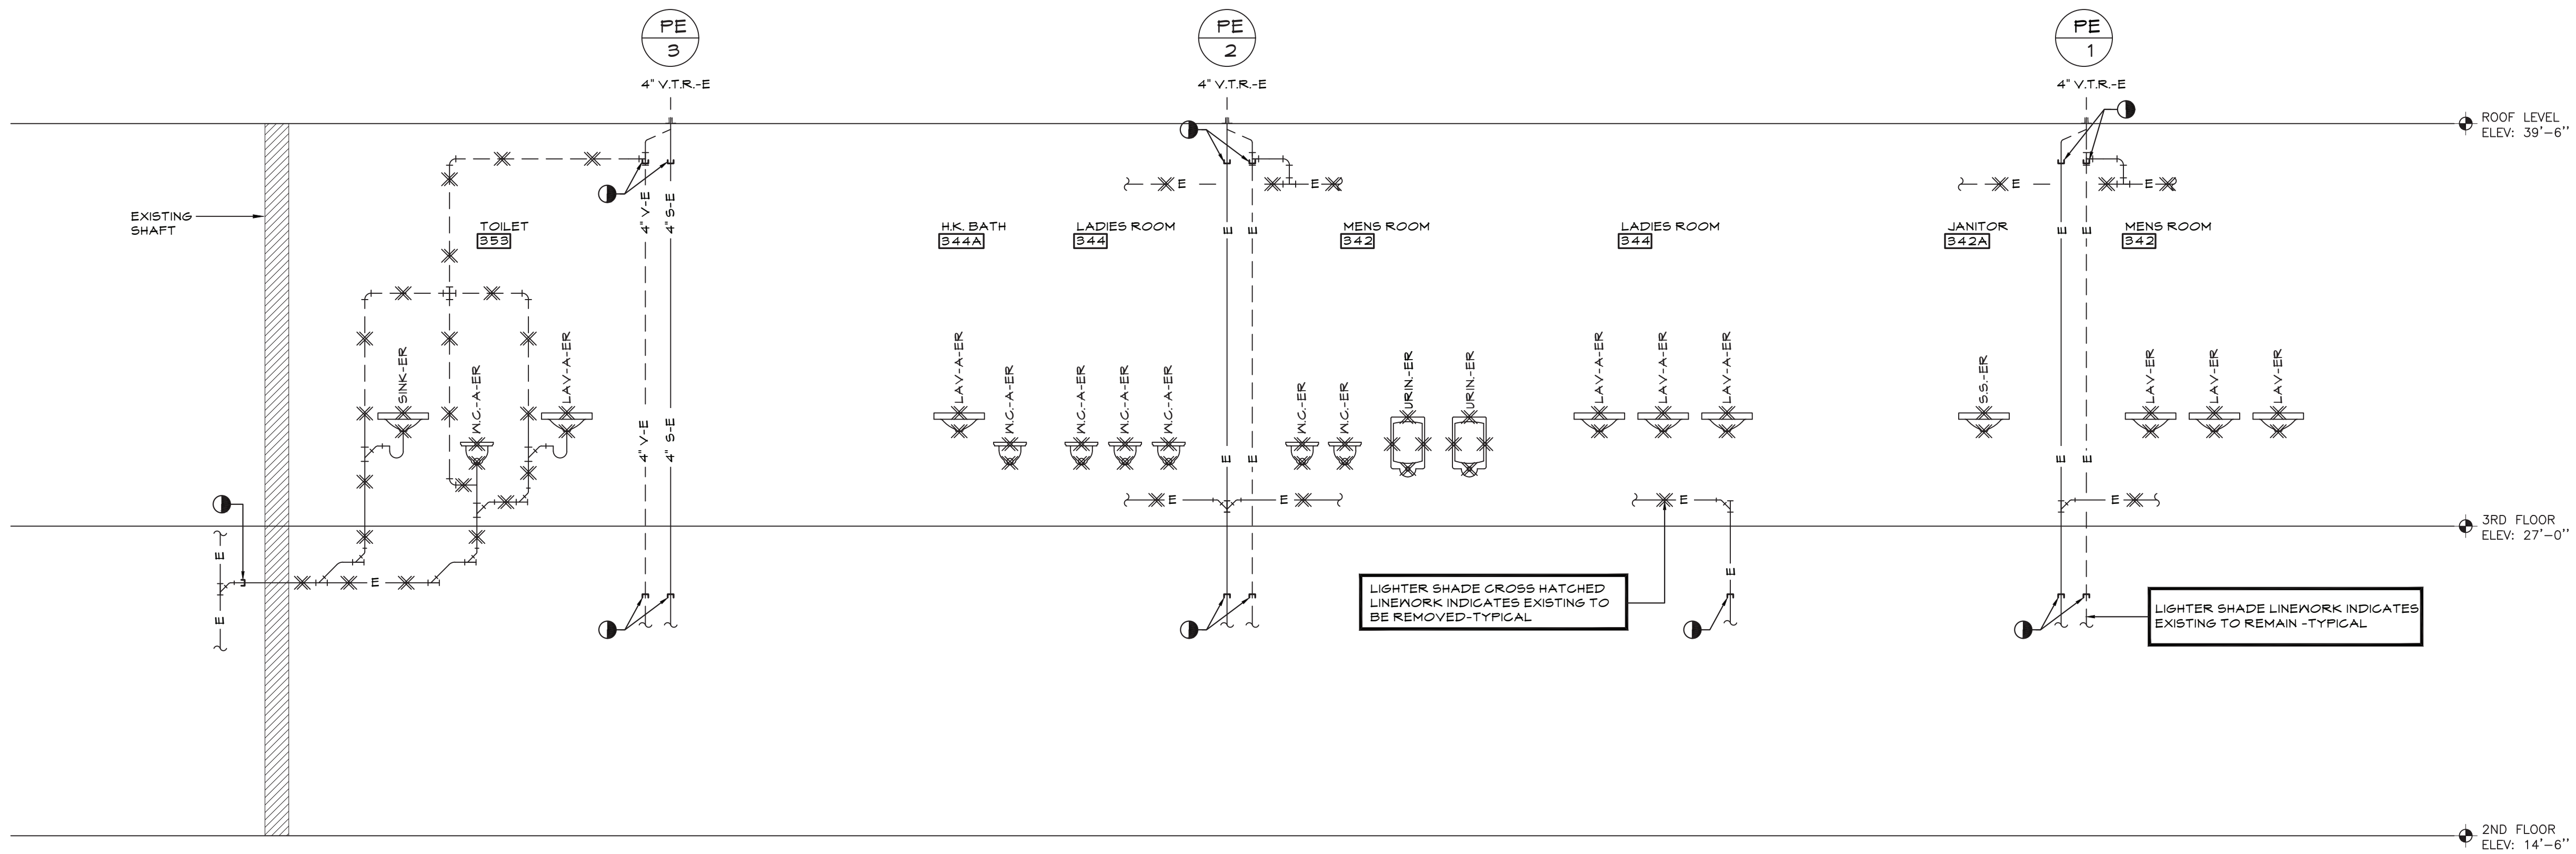 PE
3
4" V.T.R.-E
PE
2
4" V.T.R.-E
PE
1
4" V.T.R.-E
ROOF LEVEL
ELEV: 39'-6"
E
E
E
E
EXISTING
SHAFT
TOILET
353
4" V-E
4" S-E
H.K. BATH
344A
LADIES ROOM
344
E
E
MENS ROOM
342
LADIES ROOM
344
JANITOR
342A
E
E
MENS ROOM
342
SINK-ER
W.C.-A-ER
LAV-A-ER
4" V-E
4" S-E
LAV-A-ER
W.C.-A-ER
W.C.-A-ER
W.C.-A-ER
W.C.-A-ER
E
E
W.C.-ER
W.C.-ER
URIN.-ER
URIN.-ER
LAV-A-ER
LAV-A-ER
LAV-A-ER
S.S.-ER
E
E
LAV-ER
LAV-ER
LAV-ER
E
E
E
E
3RD FLOOR
ELEV: 27'-0"
E
E
E
E
LIGHTER SHADE CROSS HATCHED
LINEWORK INDICATES EXISTING TO
BE REMOVED-TYPICAL
LIGHTER SHADE LINEWORK INDICATES
EXISTING TO REMAIN -TYPICAL
2ND FLOOR
ELEV: 14'-6"